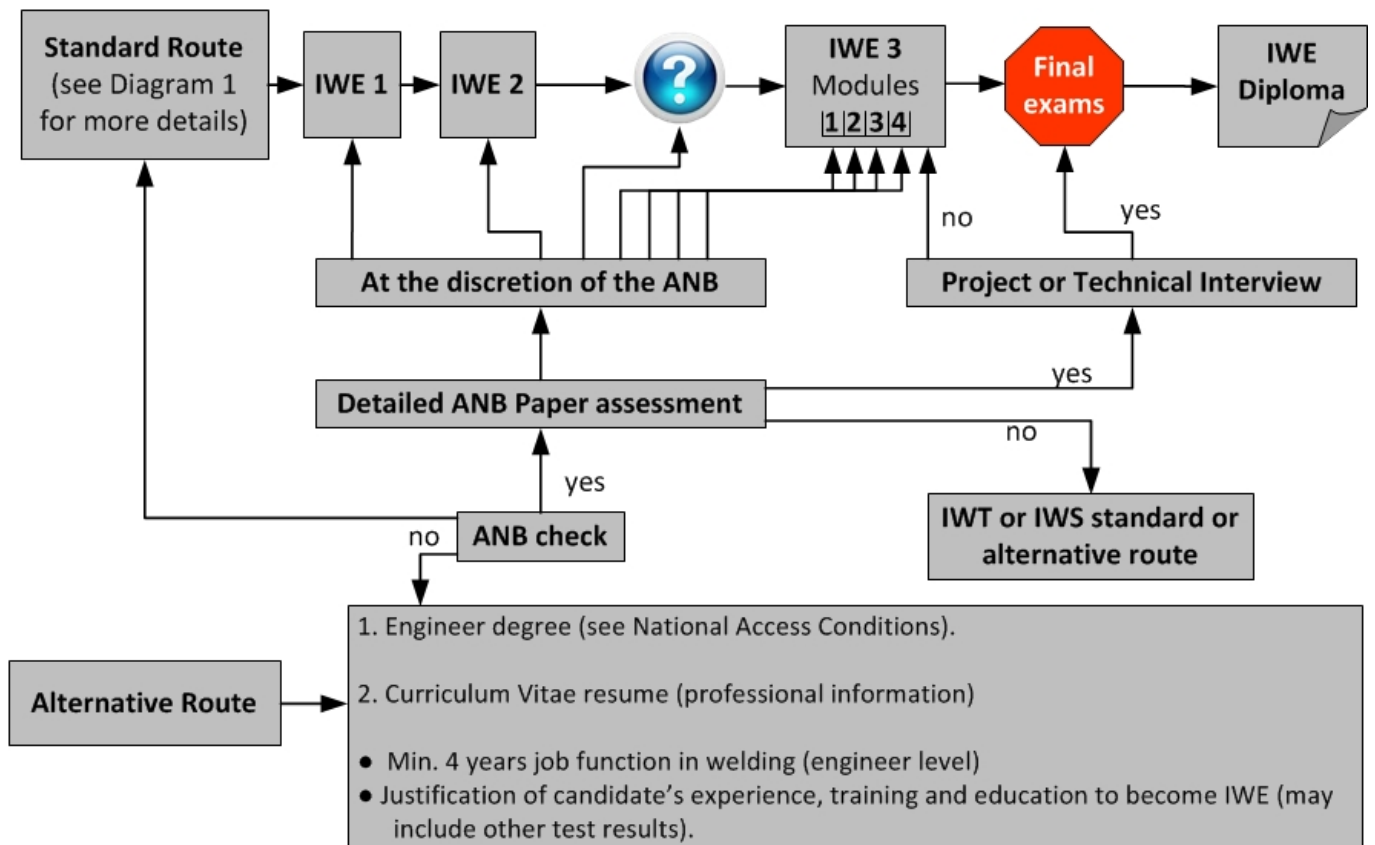 Standard Route
(see Diagram 1
for more details)
IWE 1
IWE 2
?
IWE 3
Modules
1 2 3 4
Final
exams
IWE
Diploma
no
yes
At the discretion of the ANB
Project or Technical Interview
Detailed ANB Paper assessment
yes
no
yes
no
ANB check
IWT or IWS standard or
alternative route
Alternative Route
1. Engineer degree (see National Access Conditions).
2. Curriculum Vitae resume (professional information)
● Min. 4 years job function in welding (engineer level)
● Justification of candidate's experience, training and education to become IWE (may
include other test results).